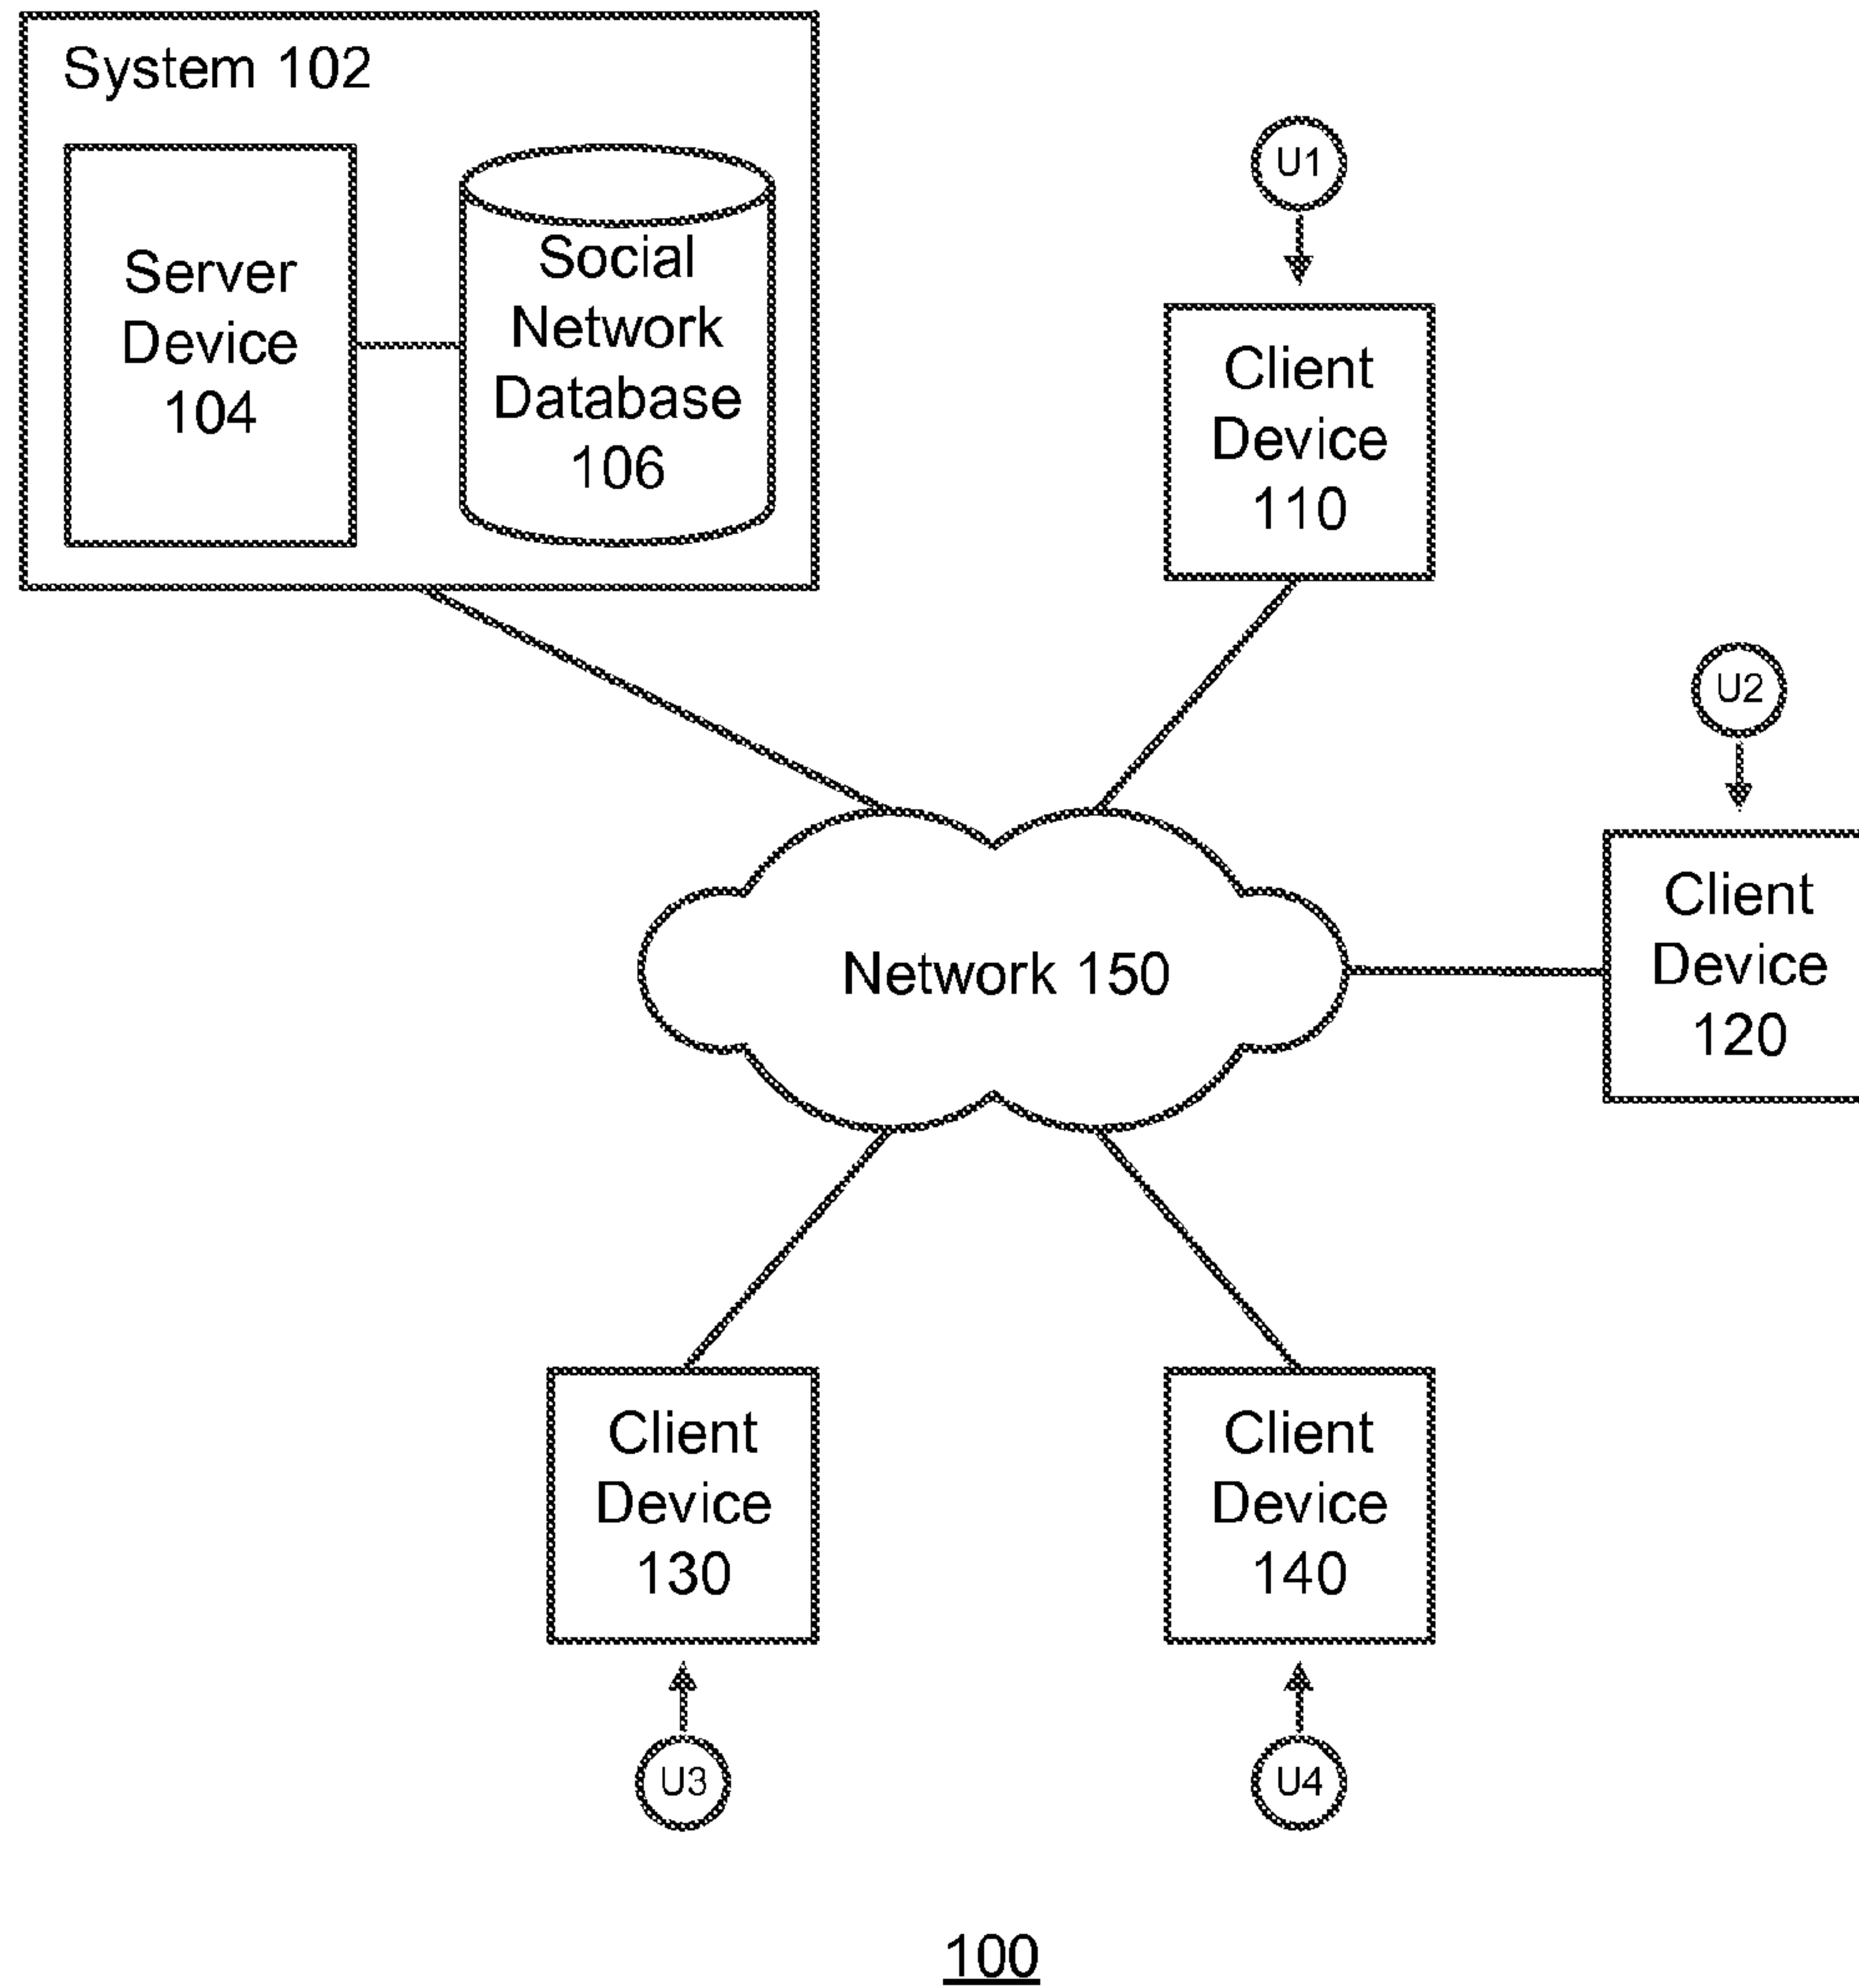 System 102
Server
Device
104
Social
Network
Database
106
U1
Client
Device
110
U2
Client
Device
120
Network 150
Client
Device
130
Client
Device
140
U3
U4
100